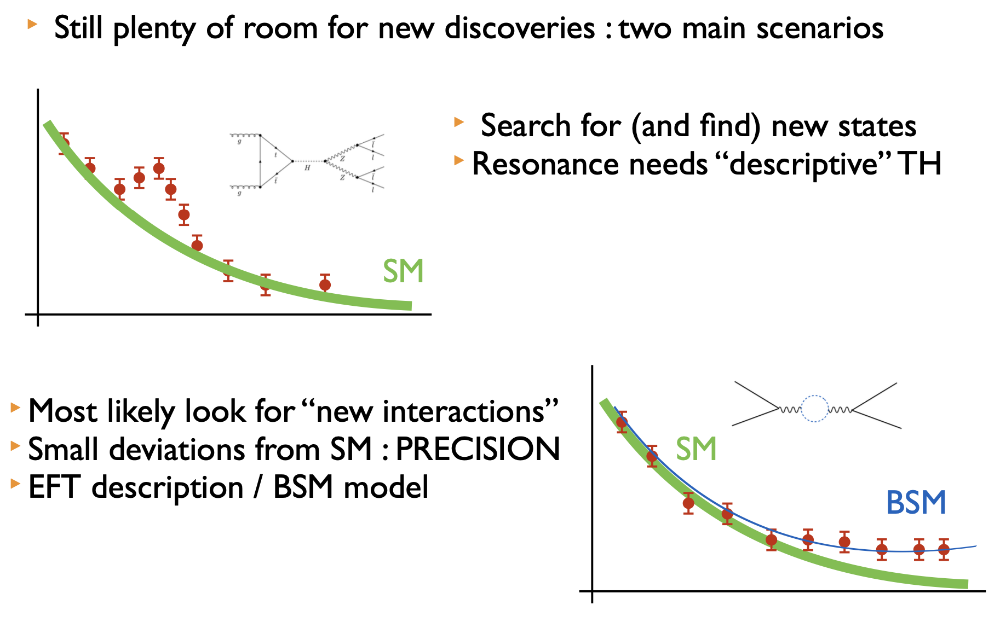 Still plenty of room for new discoveries : two main scenarios
Search for (and find) new states
Resonance needs “descriptive” TH
g
t
t̄
g
H
Z
Z
l̄
l
l̄
l
SM
Most likely look for “new interactions”
Small deviations from SM : PRECISION
EFT description / BSM model
SM
BSM